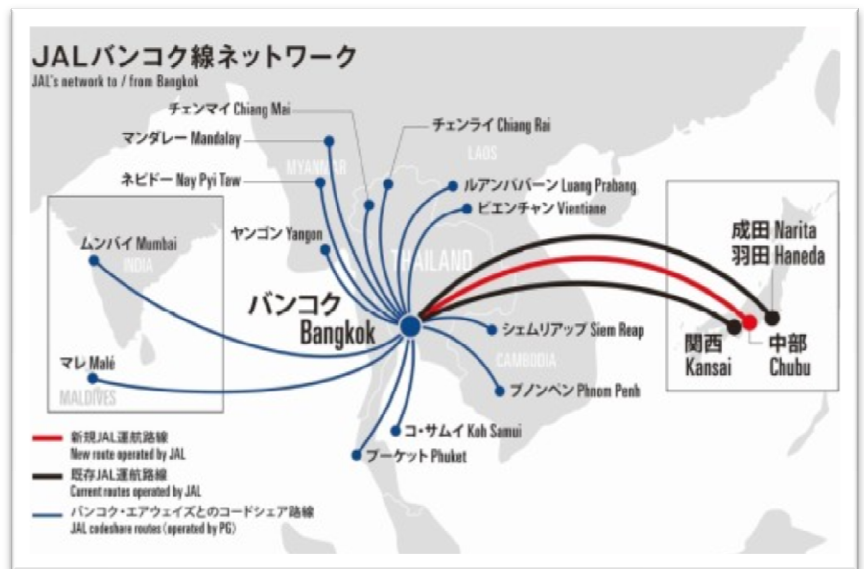 JALバンコク線ネットワーク
JAL's network to / from Bangkok
チェンマイ Chiang Mai
チェンライ Chiang Rai
マンダレー Mandalay
MYANMAR
LAOS
ネピドー Nay Pyi Taw
ルアンパバーン Luang Prabang
ビエンチャン Vientiane
ヤンゴン Yangon
THAILAND
ムンバイ Mumbai
INDIA
成田 Narita
羽田 Haneda
バンコク
Bangkok
シェムリアップ Siem Reap
関西
Kansai
中部
Chubu
マレ Malé
MALDIVES
CAMBODIA
プノンペン Phnom Penh
コ・サムイ Koh Samui
プーケット Phuket
新規JAL運航路線
New route operated by JAL
既存JAL運航路線
Current routes operated by JAL
バンコク・エアウェイズとのコードシェア路線
JAL codeshare routes (operated by PG)